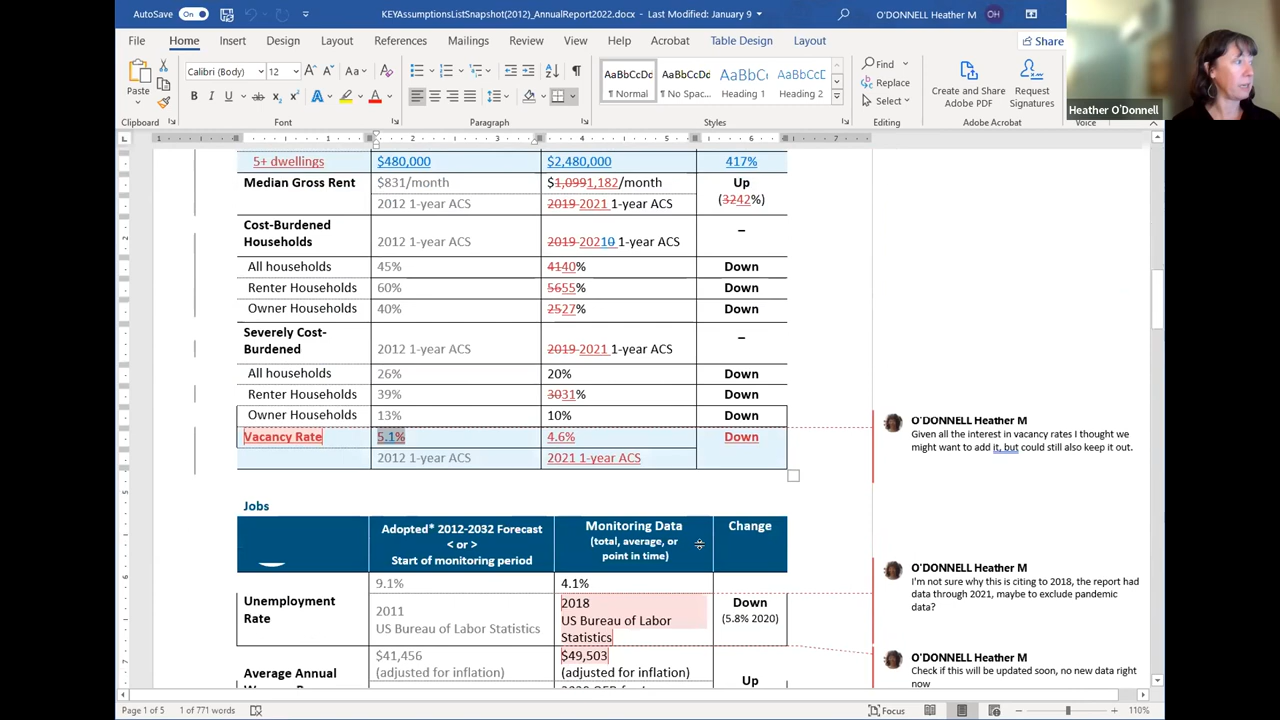 AutoSave On KEYAssumptionsListSnapshot(2012)_AnnualReport2022.docx - Last Modified: January 9 O'DONNELL Heather M OH
File Home Insert Design Layout References Mailings Review View Help Acrobat Table Design Layout Share
Paste Calibri (Body) 12 Find
AaBbCcDd AaBbCcDd AaBbCc AaBbCcD Replace
Normal No Spac... Heading 1 Heading 2 Select
Create and Share Adobe PDF Request Signatures
Clipboard Font Paragraph Styles Editing Adobe Acrobat Voice
Heather O'Donnell
5+ dwellings $480,000 $2,480,000 417%
Median Gross Rent $831/month $1,0991,182/month Up
2012 1-year ACS 2019 2021 1-year ACS (3242%)
Cost-Burdened Households 2012 1-year ACS 2019 20210 1-year ACS –
All households 45% 4140% Down
Renter Households 60% 5655% Down
Owner Households 40% 2527% Down
Severely Cost-Burdened 2012 1-year ACS 2019 2021 1-year ACS –
All households 26% 20% Down
Renter Households 39% 3031% Down
Owner Households 13% 10% Down
Vacancy Rate 5.1% 4.6% Down
2012 1-year ACS 2021 1-year ACS
O'DONNELL Heather M
Given all the interest in vacancy rates I thought we
might want to add it, but could still also keep it out.
Jobs
Adopted* 2012-2032 Forecast
< or >
Start of monitoring period
Monitoring Data
(total, average, or
point in time)
Change
Unemployment Rate
9.1% 4.1%
2011
US Bureau of Labor Statistics
2018
US Bureau of Labor
Statistics
Down
(5.8% 2020)
O'DONNELL Heather M
I'm not sure why this is citing to 2018, the report had
data through 2021, maybe to exclude pandemic
data?
Average Annual
$41,456
(adjusted for inflation)
$49,503
(adjusted for inflation)
Up
O'DONNELL Heather M
Check if this will be updated soon, no new data right
now
Page 1 of 5 1 of 771 words Focus 110%